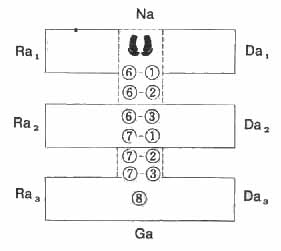 Na
Ra₁ Da₁
⑥-①
⑥-②
⑥-③
Ra₂ Da₂
⑦-①
⑦-②
⑦-③
Ra₃ ⑧ Da₃
Ga